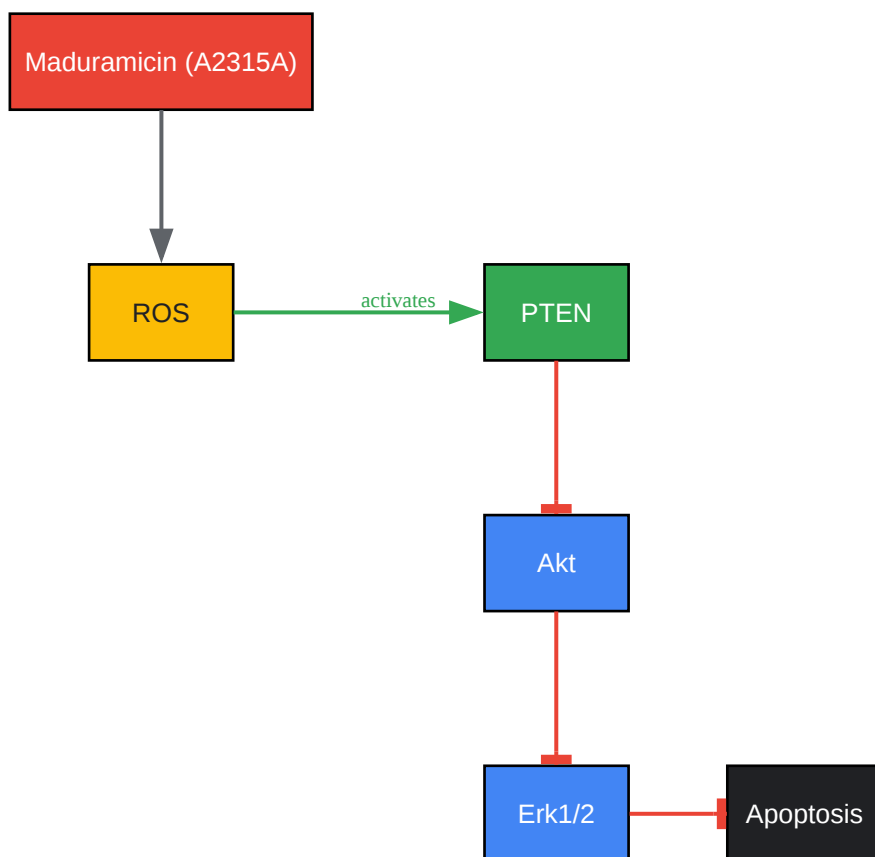 Maduramicin (A2315A)
ROS
activates
PTEN
Akt
Erk1/2
Apoptosis